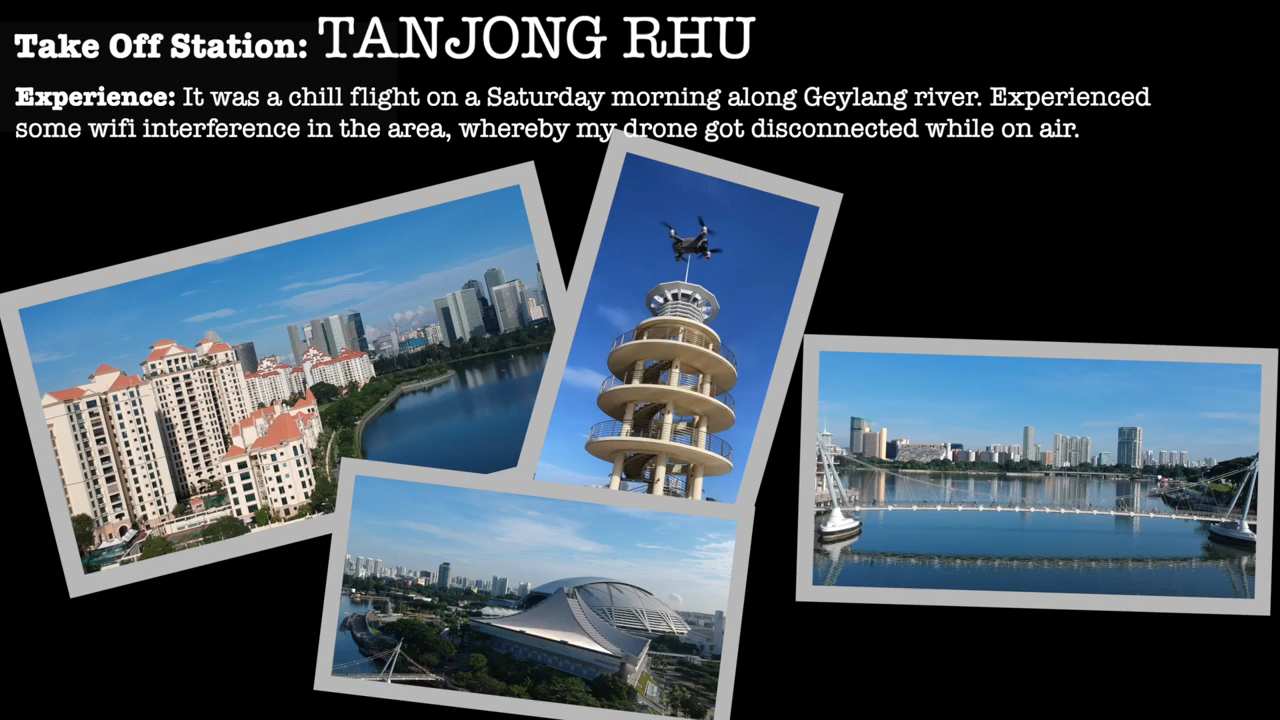 Take Off Station: TANJONG RHU
Experience: It was a chill flight on a Saturday morning along Geylang river. Experienced
some wifi interference in the area, whereby my drone got disconnected while on air.